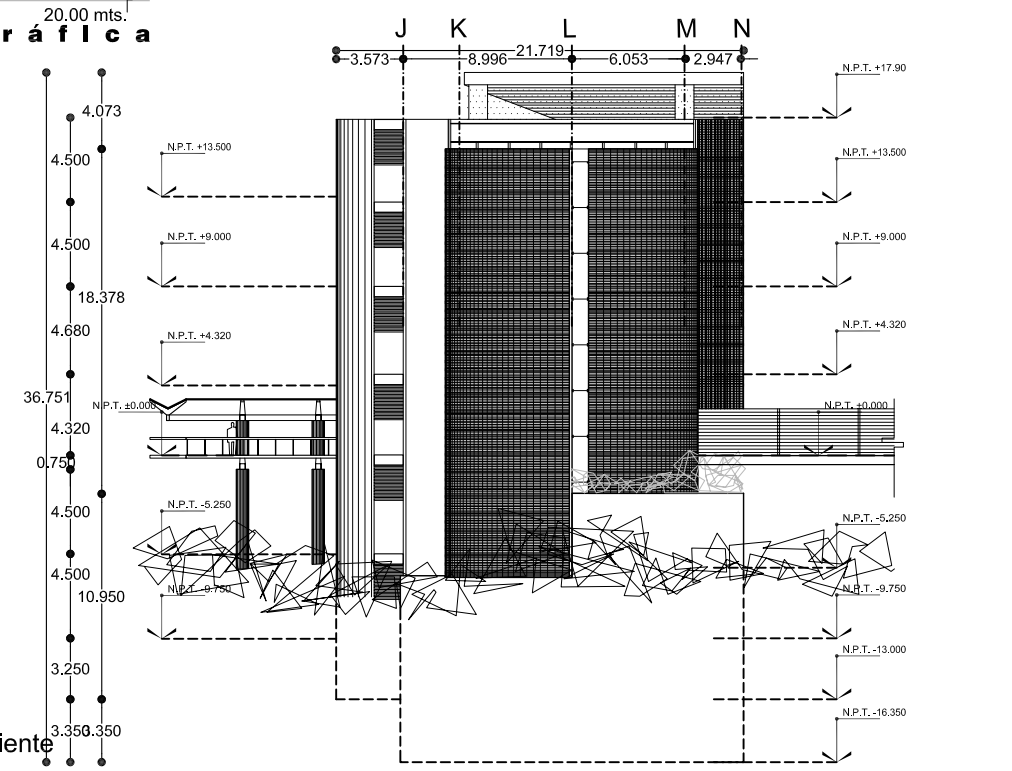 20.00 mts.
ráfica
J K L M N
21.719
3.573 8.996 6.053 2.947
N.P.T. +17.90
4.073
N.P.T. +13.500
N.P.T. +13.500
4.500
N.P.T. +9.000
N.P.T. +9.000
4.500
18.378
N.P.T. +4.320
4.680
N.P.T. +4.320
36.751
N.P.T. ±0.000
N.P.T. ±0.000
4.320
0.750
N.P.T. -5.250
4.500
N.P.T. -5.250
4.500
N.P.T. -9.750
N.P.T. -9.750
10.950
N.P.T. -13.000
3.250
N.P.T. -16.350
3.350 3.350
iente